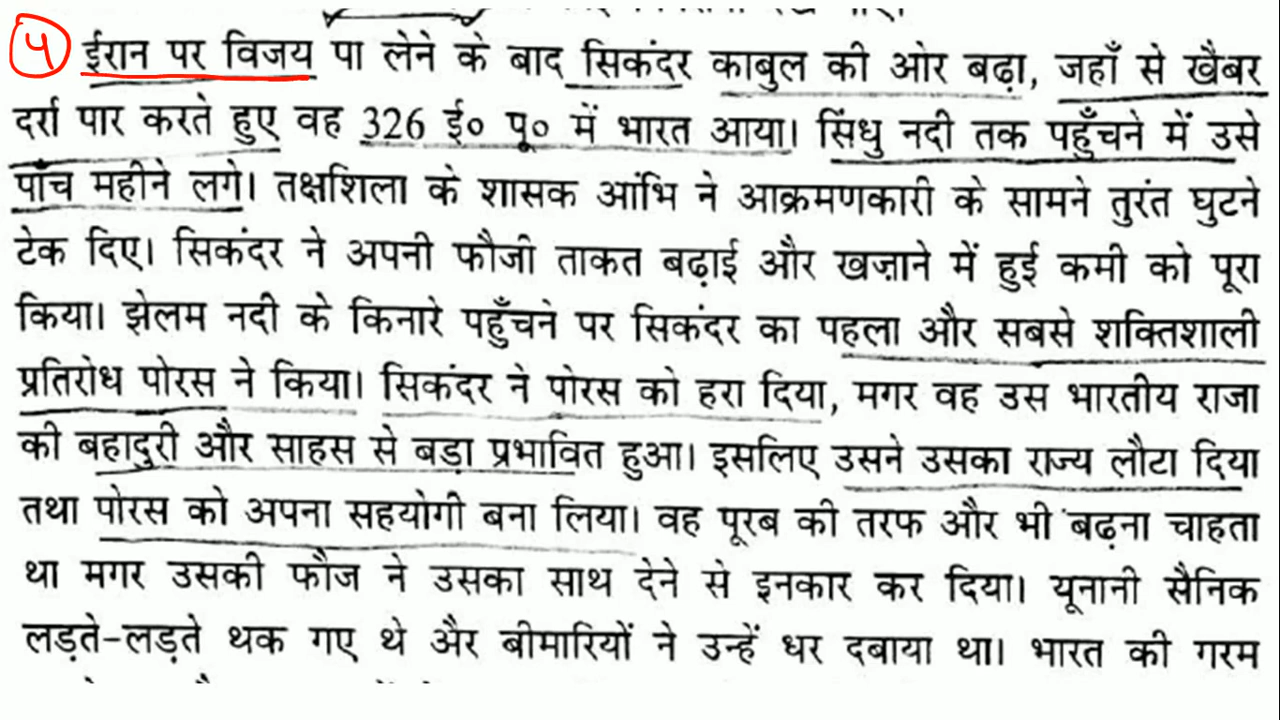 ४ ईरान पर विजय पा लेने के बाद सिकंदर काबुल की ओर बढ़ा, जहाँ से खैबर
दर्रा पार करते हुए वह 326 ई० पू० में भारत आया। सिंधु नदी तक पहुँचने में उसे
पाँच महीने लगे। तक्षशिला के शासक आंभि ने आक्रमणकारी के सामने तुरंत घुटने
टेक दिए। सिकंदर ने अपनी फौजी ताकत बढ़ाई और खज़ाने में हुई कमी को पूरा
किया। झेलम नदी के किनारे पहुँचने पर सिकंदर का पहला और सबसे शक्तिशाली
प्रतिरोध पोरस ने किया। सिकंदर ने पोरस को हरा दिया, मगर वह उस भारतीय राजा
की बहादुरी और साहस से बड़ा प्रभावित हुआ। इसलिए उसने उसका राज्य लौटा दिया
तथा पोरस को अपना सहयोगी बना लिया। वह पूरब की तरफ और भी बढ़ना चाहता
था मगर उसकी फौज ने उसका साथ देने से इनकार कर दिया। यूनानी सैनिक
लड़ते-लड़ते थक गए थे अैर बीमारियों ने उन्हें धर दबाया था। भारत की गरम